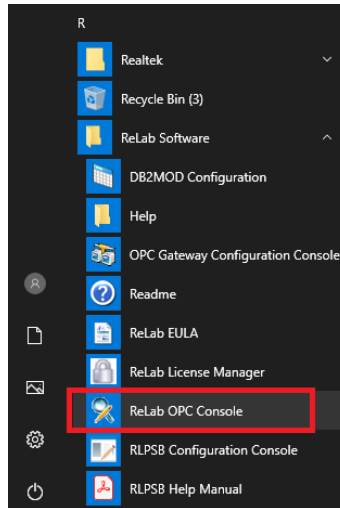 R
Realtek
Recycle Bin (3)
ReLab Software
DB2MOD Configuration
Help
OPC Gateway Configuration Console
Readme
ReLab EULA
ReLab License Manager
ReLab OPC Console
RLPSB Configuration Console
RLPSB Help Manual